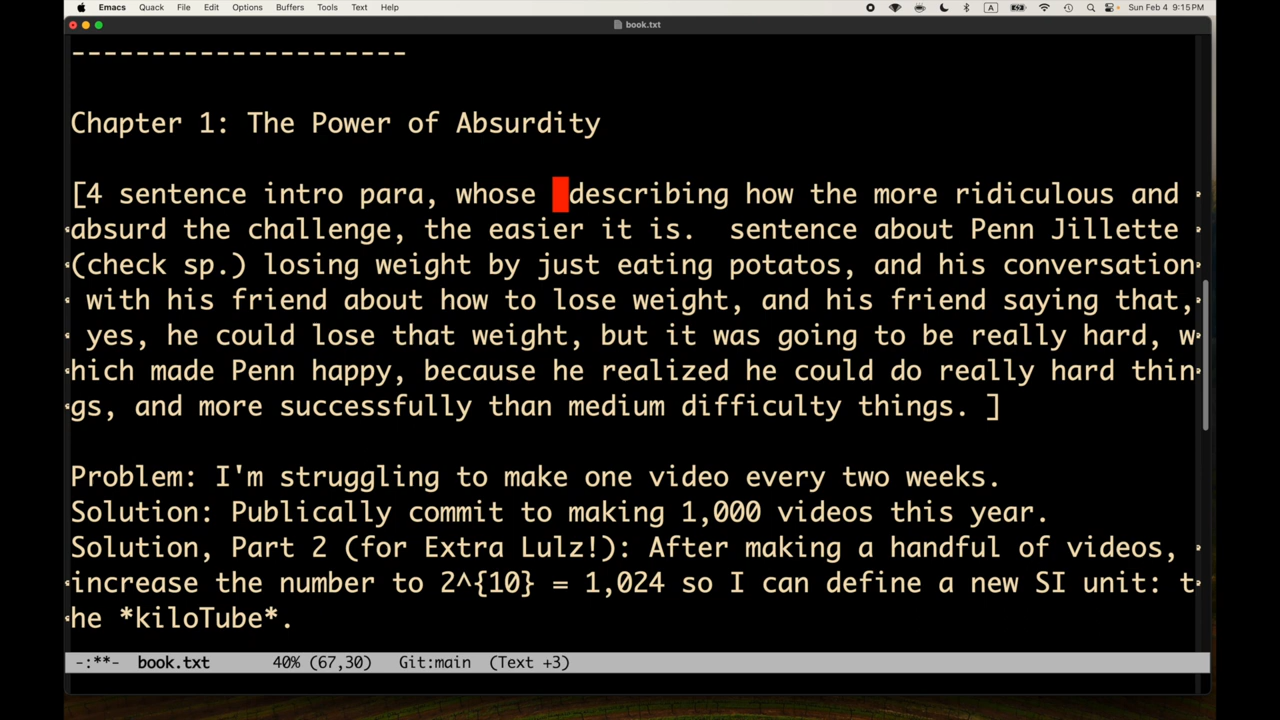 Emacs Quack File Edit Options Buffers Tools Text Help A Sun Feb 4 9:15 PM
book.txt
---------------------
Chapter 1: The Power of Absurdity
[4 sentence intro para, whose describing how the more ridiculous and
absurd the challenge, the easier it is.  sentence about Penn Jillette
(check sp.) losing weight by just eating potatos, and his conversation
with his friend about how to lose weight, and his friend saying that,
yes, he could lose that weight, but it was going to be really hard, w
hich made Penn happy, because he realized he could do really hard thin
gs, and more successfully than medium difficulty things. ]
Problem: I'm struggling to make one video every two weeks.
Solution: Publically commit to making 1,000 videos this year.
Solution, Part 2 (for Extra Lulz!): After making a handful of videos,
increase the number to 2^{10} = 1,024 so I can define a new SI unit: t
he *kiloTube*.
-:**- book.txt 40% (67,30) Git:main (Text +3)